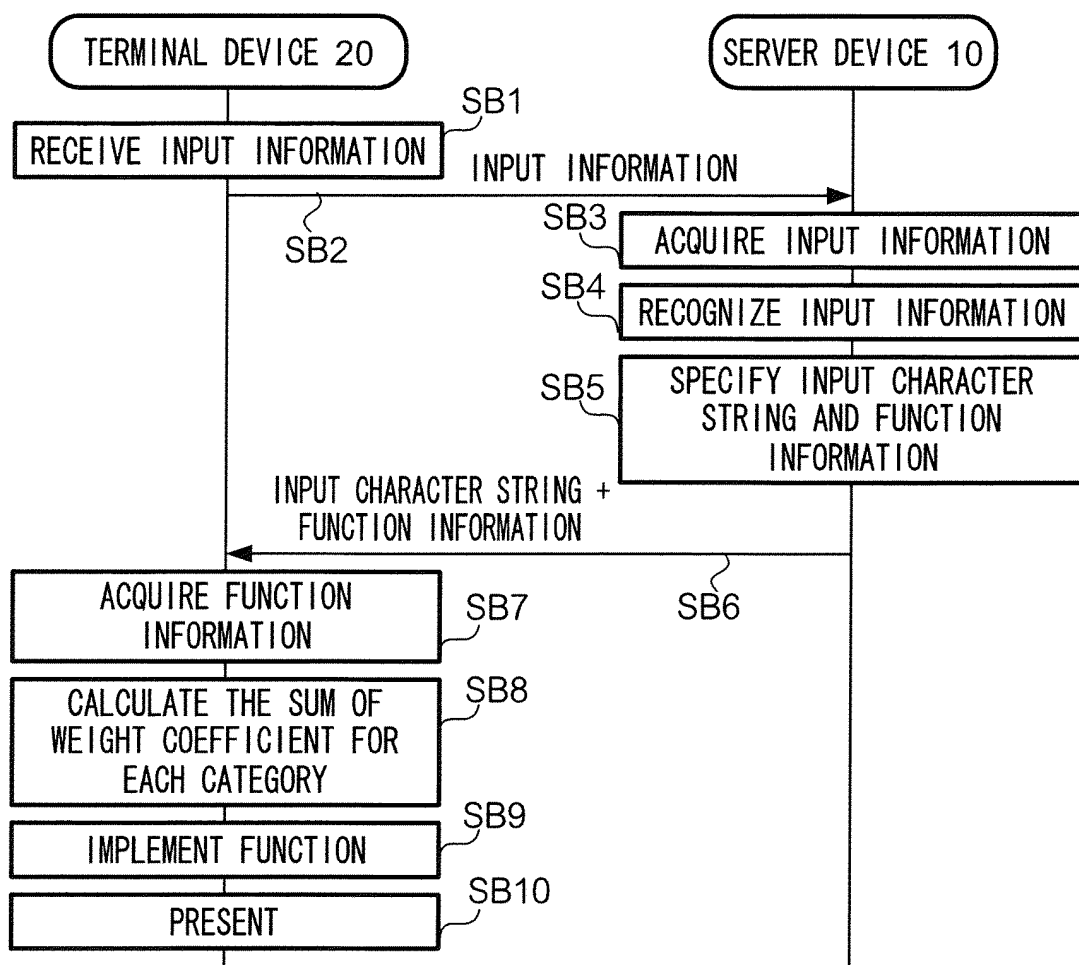 TERMINAL DEVICE 20
SERVER DEVICE 10
SB1
RECEIVE INPUT INFORMATION
INPUT INFORMATION
SB2
SB3
ACQUIRE INPUT INFORMATION
SB4
RECOGNIZE INPUT INFORMATION
SB5
SPECIFY INPUT CHARACTER
STRING AND FUNCTION
INFORMATION
INPUT CHARACTER STRING +
FUNCTION INFORMATION
SB6
ACQUIRE FUNCTION
INFORMATION
SB7
CALCULATE THE SUM OF
WEIGHT COEFFICIENT FOR
EACH CATEGORY
SB8
IMPLEMENT FUNCTION
SB9
PRESENT
SB10